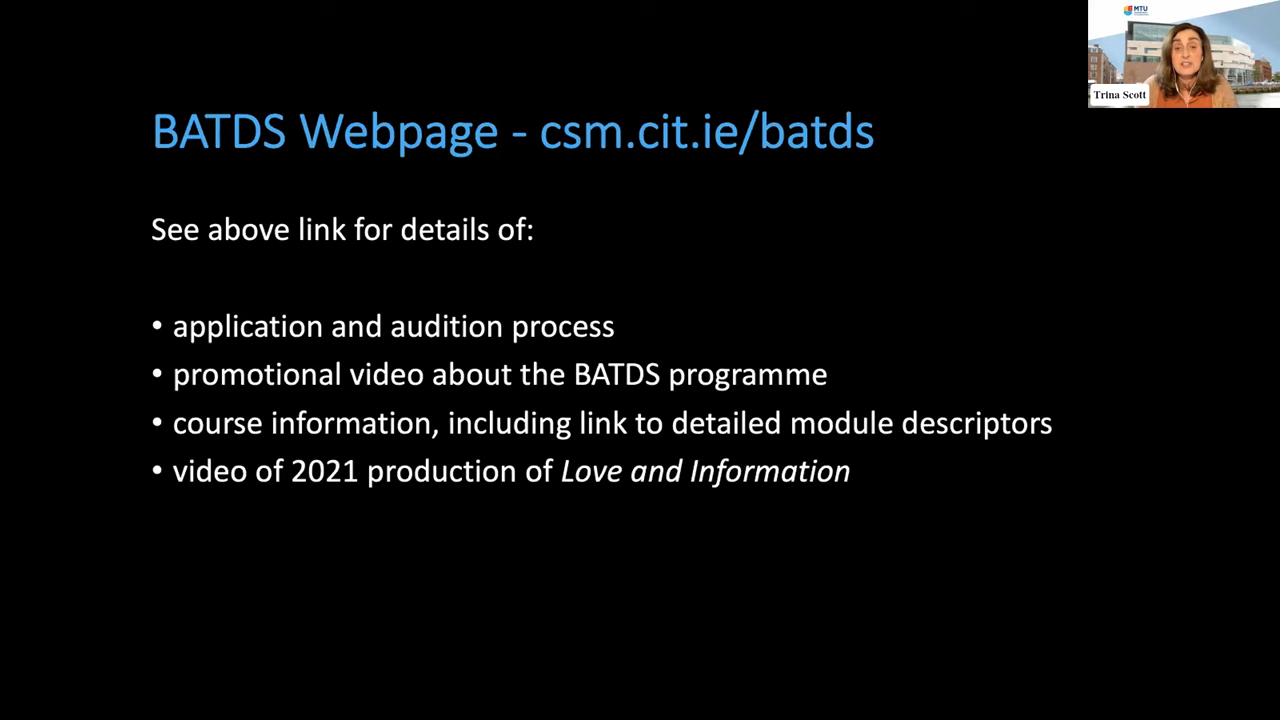 MTU
Trina Scott
BATDS Webpage - csm.cit.ie/batds
See above link for details of:
• application and audition process
• promotional video about the BATDS programme
• course information, including link to detailed module descriptors
• video of 2021 production of Love and Information